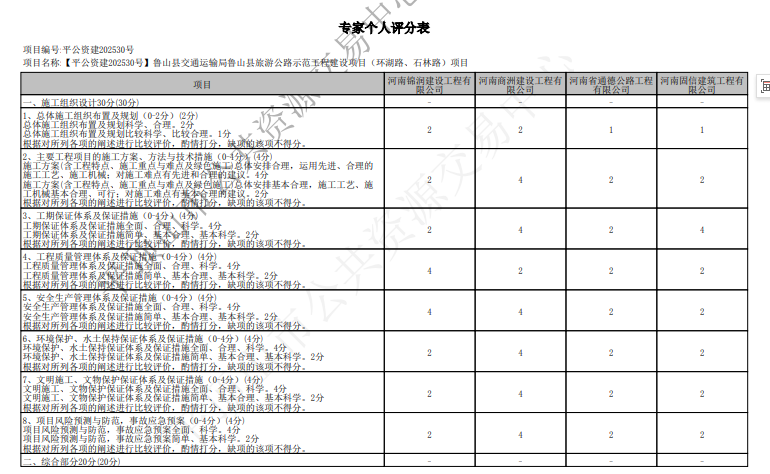 专家个人评分表
项目编号:平公资建202530号
项目名称:【平公资建202530号】鲁山县交通运输局鲁山县旅游公路示范工程建设项目（环湖路、石林路）项目
项目 河南锦润建设工程有限公司 河南商洲建设工程有限公司 河南省通德公路工程有限公司 河南固信建筑工程有限公司
一、施工组织设计30分(30分) - - - -
1、总体施工组织布置及规划（0-2分）(2分)
总体施工组织布置及规划科学、合理。2分
总体施工组织布置及规划比较科学、比较合理。1分
根据对所列各项的阐述进行比较评价，酌情打分，缺项的该项不得分。
2 2 1 1
2、主要工程项目的施工方案、方法与技术措施（0-4分）(4分)
施工方案(含工程特点、施工重点与难点及绿色施工)总体安排合理，运用先进、合理的
施工工艺、施工机械；对施工难点有先进和合理的建议。4分
施工方案(含工程特点、施工重点与难点及绿色施工)总体安排基本合理，施工工艺、施
工机械基本合理、可行；对施工难点有基本合理的建议。2分
根据对所列各项的阐述进行比较评价，酌情打分，缺项的该项不得分。
2 4 2 2
3、工期保证体系及保证措施（0-4分）(4分)
工期保证体系及保证措施全面、合理、科学。4分
工期保证体系及保证措施简单、基本合理、基本科学。2分
根据对所列各项的阐述进行比较评价，酌情打分，缺项的该项不得分。
2 4 2 4
4、工程质量管理体系及保证措施（0-4分）(4分)
工程质量管理体系及保证措施全面、合理、科学。4分
工程质量管理体系及保证措施简单、基本合理、基本科学。2分
根据对所列各项的阐述进行比较评价，酌情打分，缺项的该项不得分。
4 2 2 2
5、安全生产管理体系及保证措施（0-4分）(4分)
安全生产管理体系及保证措施全面、合理、科学。4分
安全生产管理体系及保证措施简单、基本合理、基本科学。2分
根据对所列各项的阐述进行比较评价，酌情打分，缺项的该项不得分。
4 4 2 2
6、环境保护、水土保持保证体系及保证措施（0-4分）(4分)
环境保护、水土保持保证体系及保证措施全面、合理、科学。4分
环境保护、水土保持保证体系及保证措施简单、基本合理、基本科学。2分
根据对所列各项的阐述进行比较评价，酌情打分，缺项的该项不得分。
2 4 2 2
7、文明施工、文物保护保证体系及保证措施（0-4分）(4分)
文明施工、文物保护保证体系及保证措施全面、合理、科学。4分
文明施工、文物保护保证体系及保证措施简单、基本合理、基本科学。2分
根据对所列各项的阐述进行比较评价，酌情打分，缺项的该项不得分。
2 4 2 2
8、项目风险预测与防范，事故应急预案（0-4分）(4分)
项目风险预测与防范，事故应急预案全面、科学。4分
项目风险预测与防范，事故应急预案简单、基本科学。2分
根据对所列各项的阐述进行比较评价，酌情打分，缺项的该项不得分。
2 4 2 2
二、综合部分20分(20分) - - - -